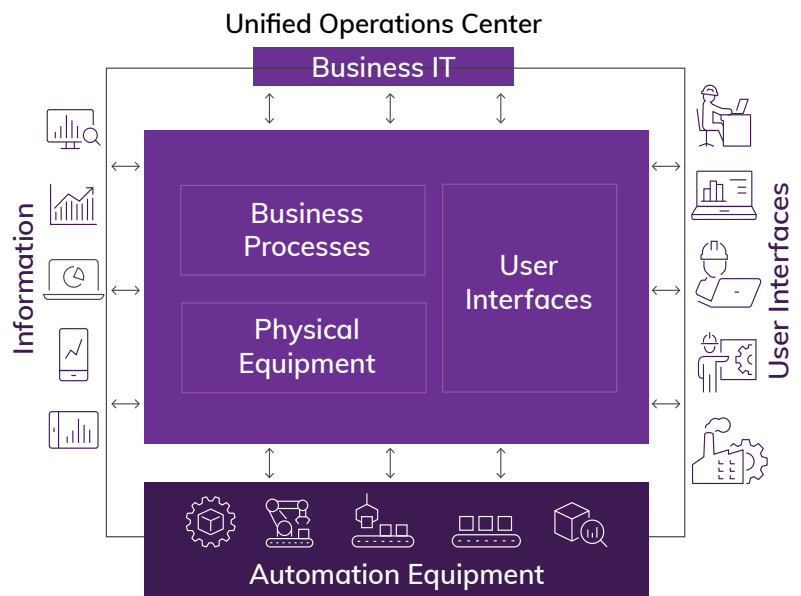 Unified Operations Center
Business IT
Information
Business
Processes
Physical
Equipment
User
Interfaces
User Interfaces
Automation Equipment